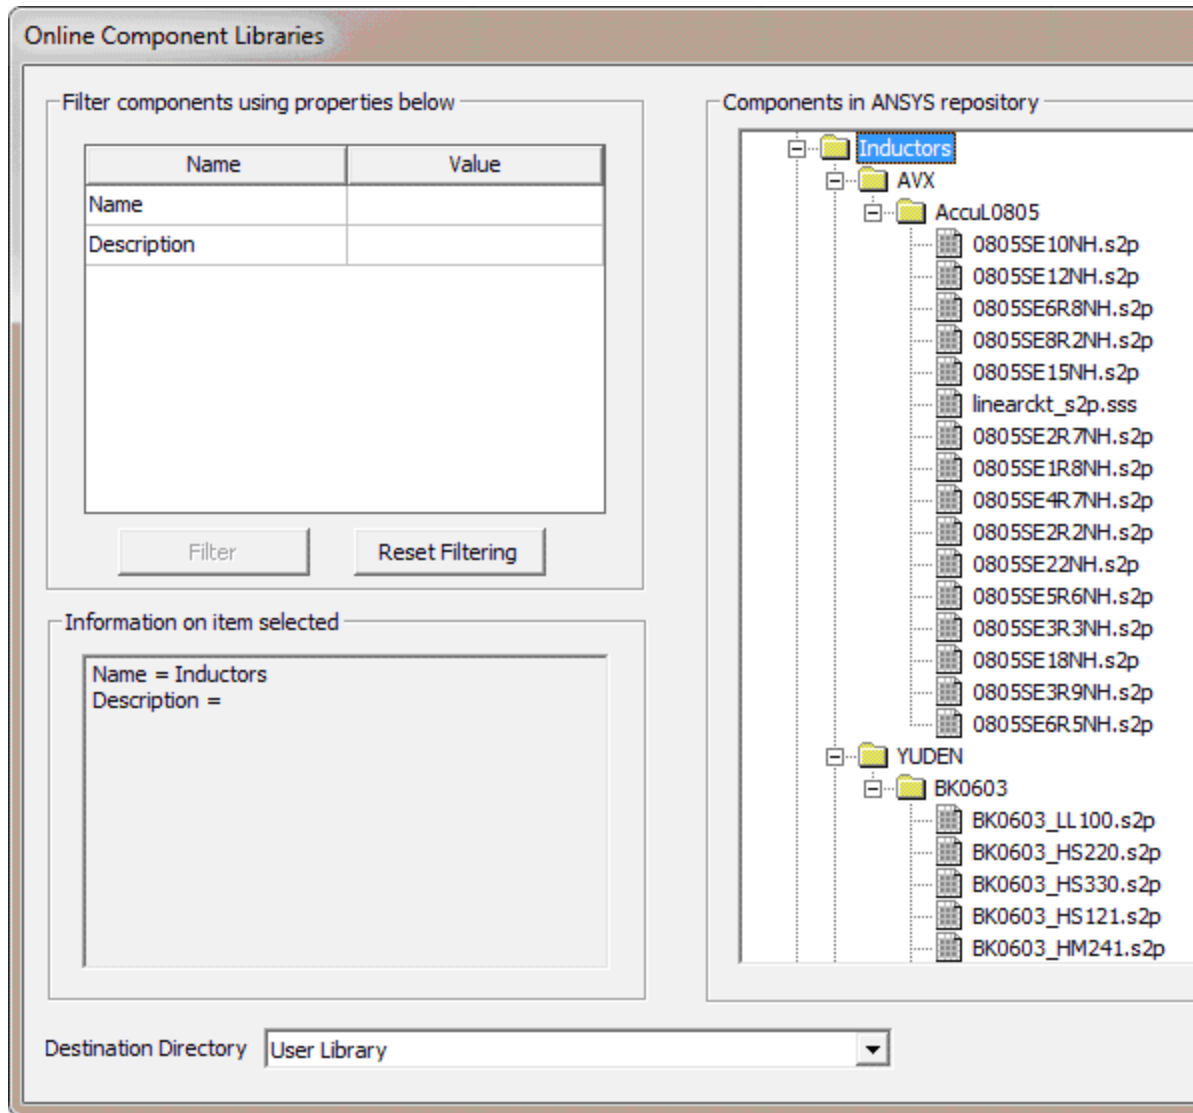 Online Component Libraries
Filter components using properties below
Name Value
Name
Description
Filter Reset Filtering
Information on item selected
Name = Inductors
Description =
Components in ANSYS repository
Inductors
AVX
AccuL0805
0805SE10NH.s2p
0805SE12NH.s2p
0805SE6R8NH.s2p
0805SE8R2NH.s2p
0805SE15NH.s2p
linearckt_s2p.sss
0805SE2R7NH.s2p
0805SE1R8NH.s2p
0805SE4R7NH.s2p
0805SE2R2NH.s2p
0805SE22NH.s2p
0805SE5R6NH.s2p
0805SE3R3NH.s2p
0805SE18NH.s2p
0805SE3R9NH.s2p
0805SE6R5NH.s2p
YUDEN
BK0603
BK0603_LL100.s2p
BK0603_HS220.s2p
BK0603_HS330.s2p
BK0603_HS121.s2p
BK0603_HM241.s2p
Destination Directory User Library